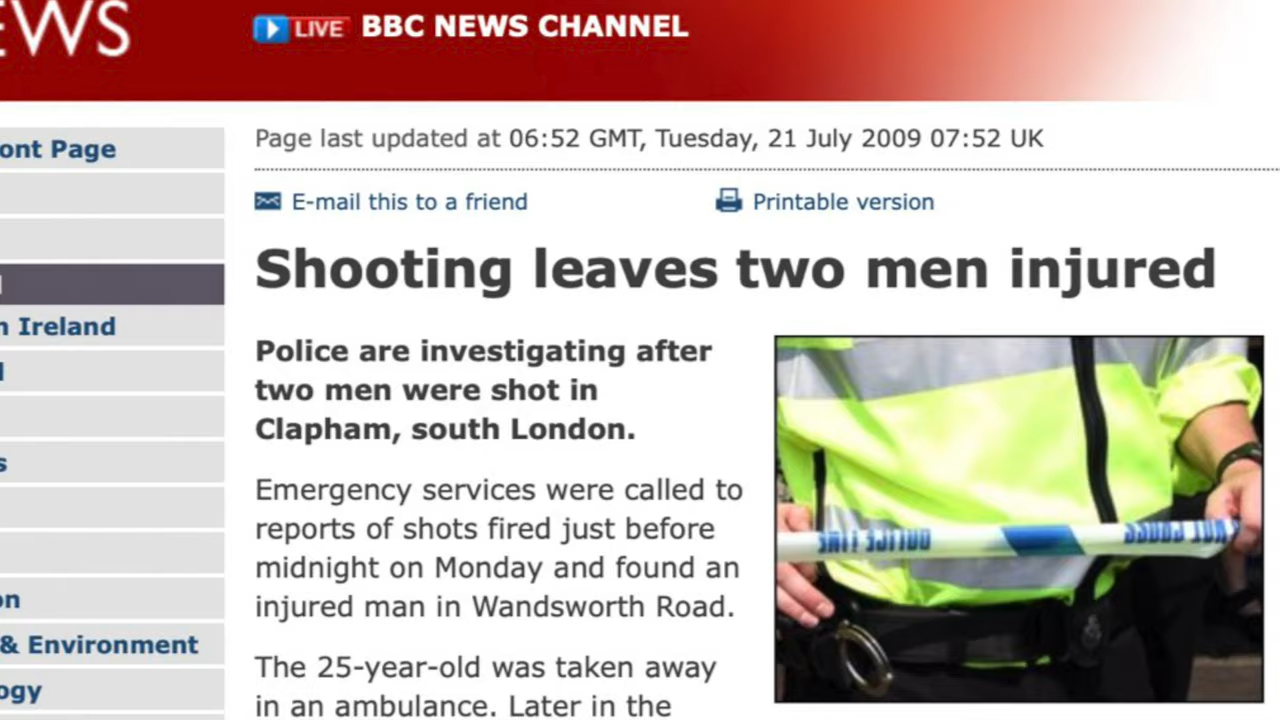 EWS
LIVE BBC NEWS CHANNEL
Page last updated at 06:52 GMT, Tuesday, 21 July 2009 07:52 UK
ont Page
E-mail this to a friend
Printable version
Shooting leaves two men injured
n Ireland
Police are investigating after
two men were shot in
Clapham, south London.
s
Emergency services were called to
reports of shots fired just before
midnight on Monday and found an
injured man in Wandsworth Road.
on
& Environment
The 25-year-old was taken away
in an ambulance. Later in the
ogy
POLICE LINE
NOT CROSS